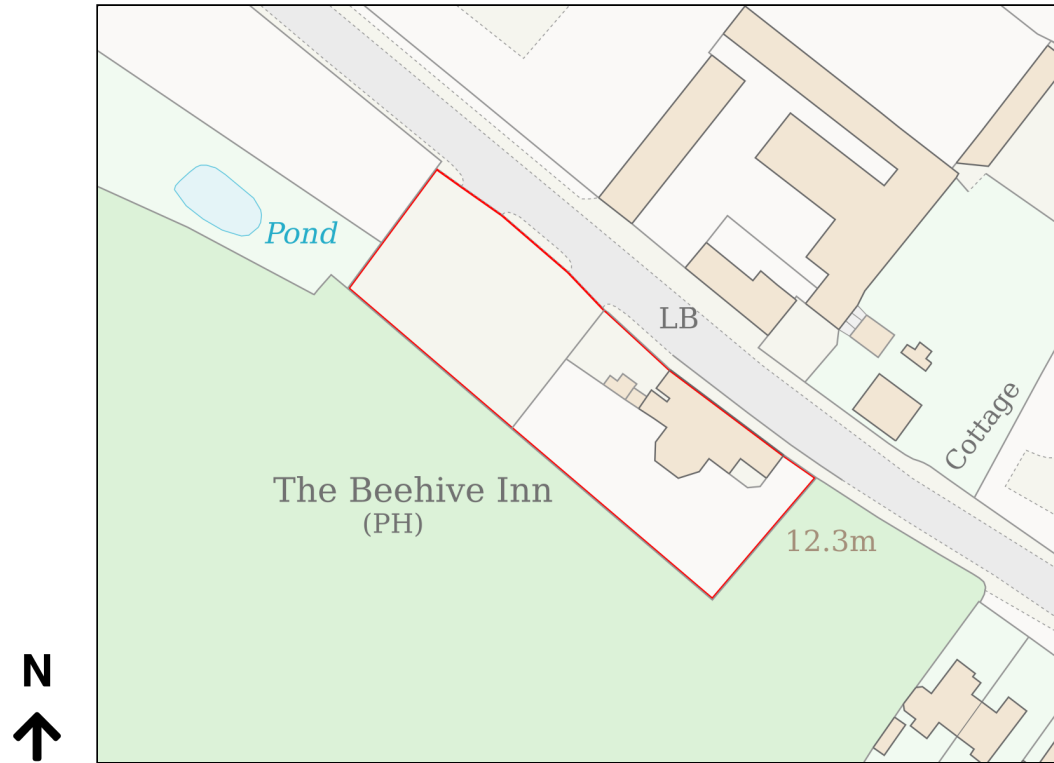 Pond
LB
Cottage
The Beehive Inn
(PH)
12.3m
N